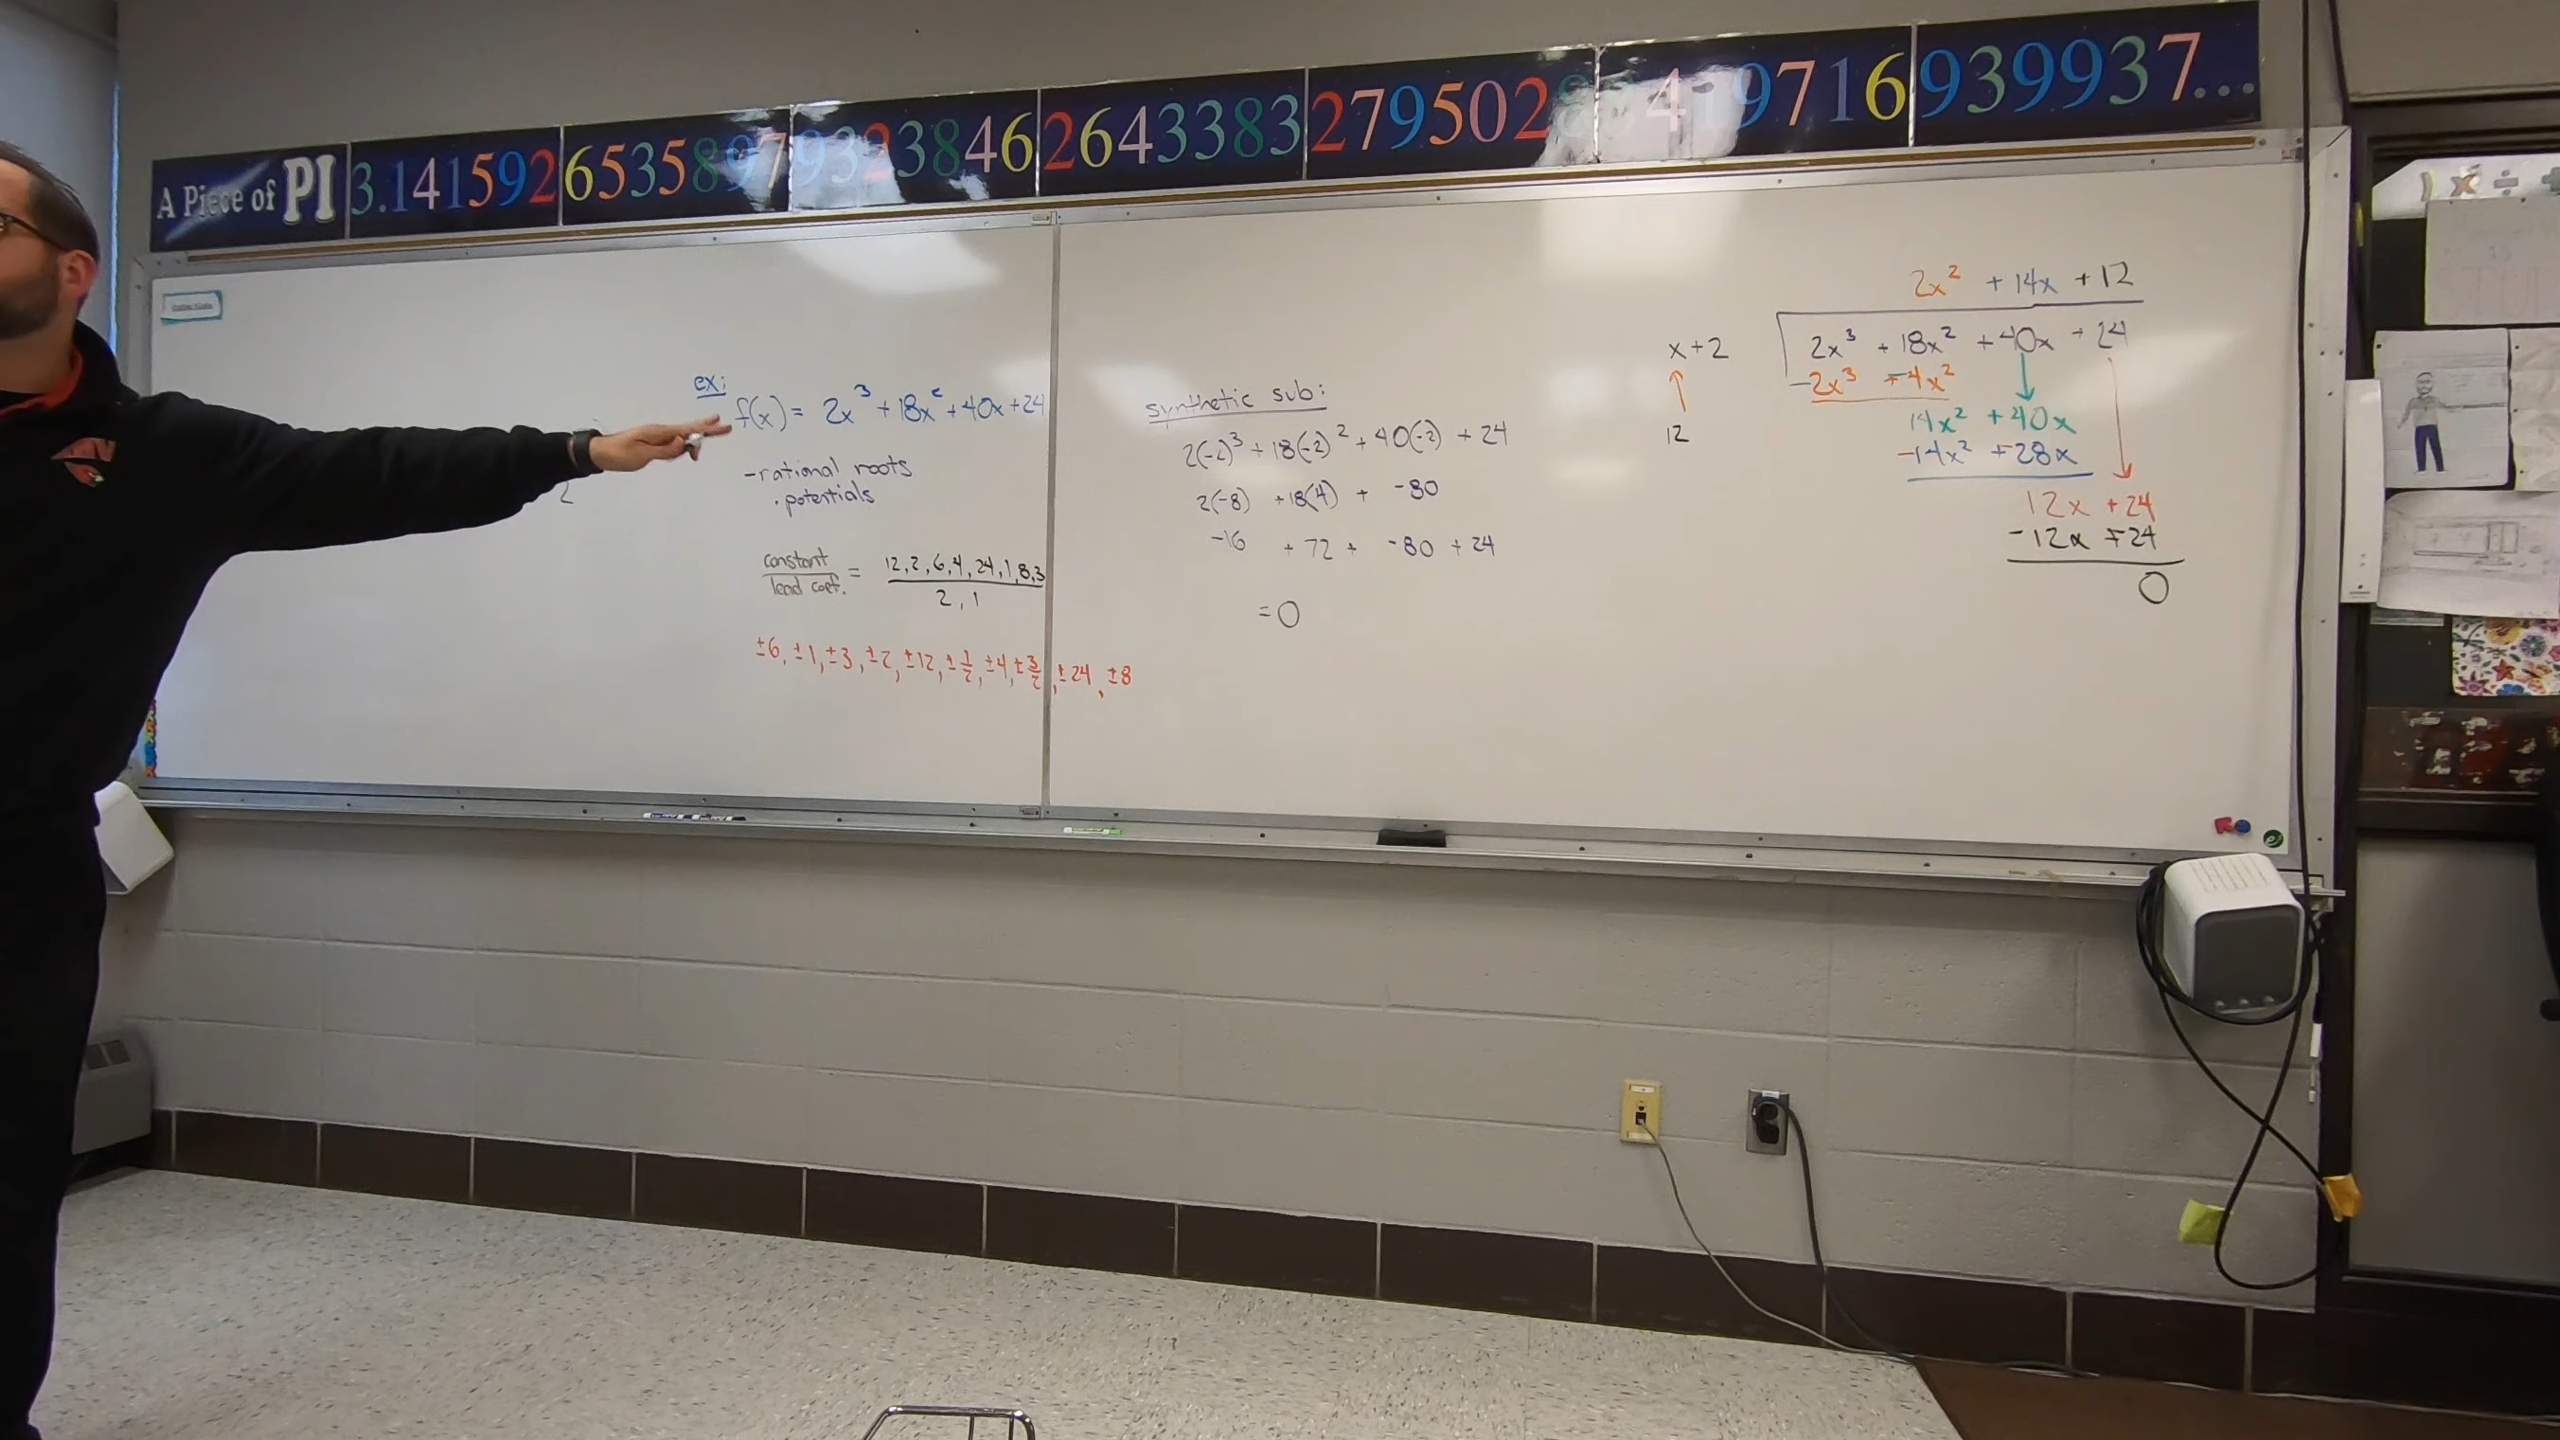 A Piece of PI 3.14159265358979323846264338327950288419716939937...
ex:
f(x) = 2x³ + 18x² + 40x + 24
-rational roots
· potentials
constant
lead coef.
=
12, 2, 6, 4, 24, 1, 8, 3
2, 1
±6, ±1, ±3, ±2, ±12, ±1/2, ±4, ±3/2, ±24, ±8
2
synthetic sub:
2(-2)³ + 18(-2)² + 40(-2) + 24
2(-8) + 18(4) + -80
-16 + 72 + -80 + 24
= 0
x+2
↑
12
2x² + 14x + 12
2x³ + 18x² + 40x + 24
-2x³ +-4x²
14x² + 40x
-14x² +-28x
12x + 24
-12x +-24
0
) x ÷